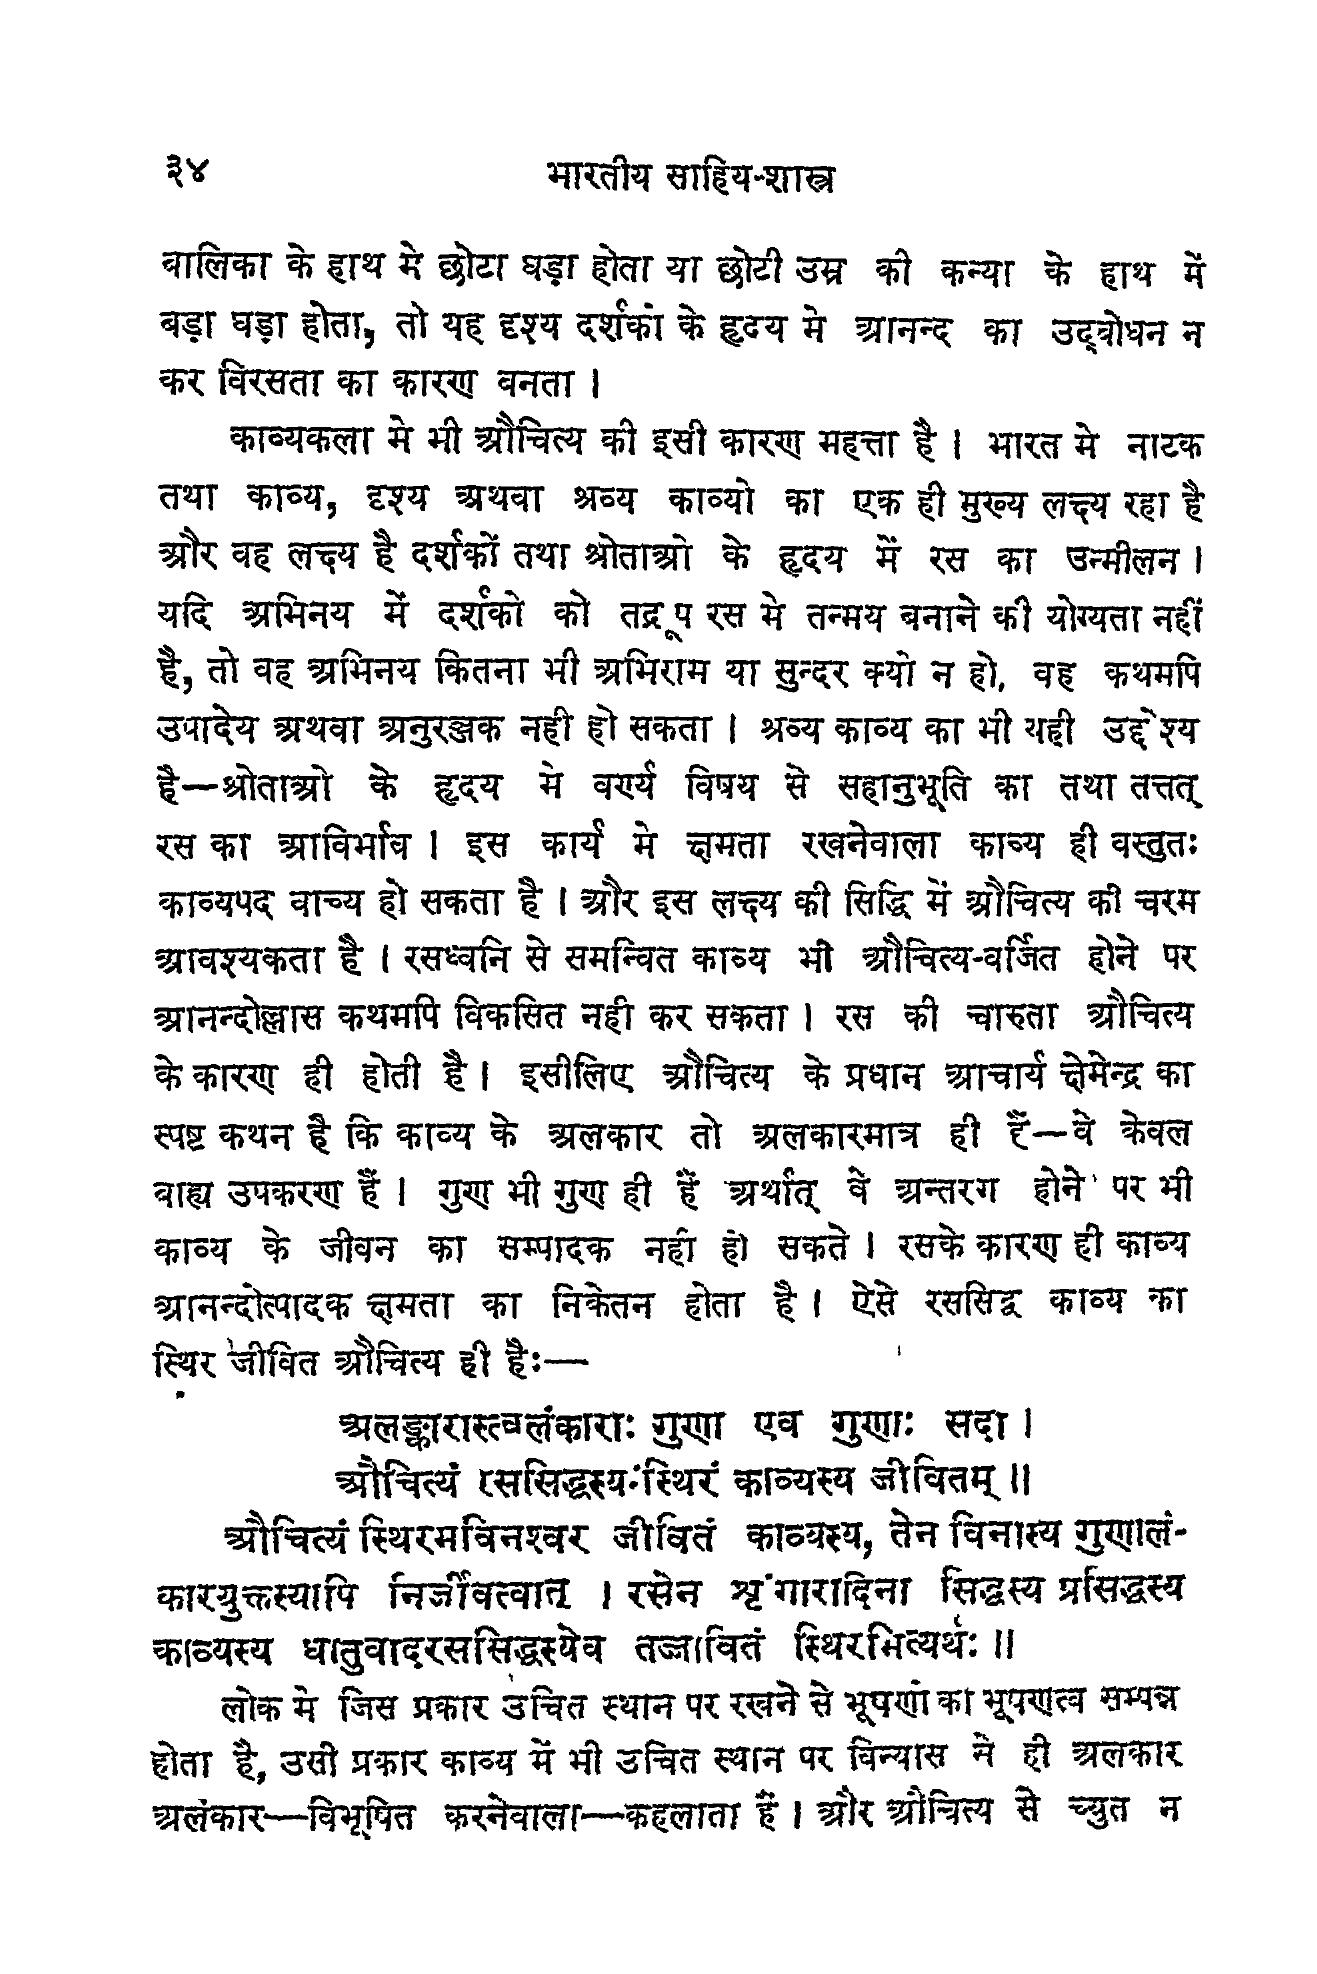 ३४ भारतीय साहिय-शास्त्र
बालिका के हाथ मे छोटा घड़ा होता या छोटी उम्र की कन्या के हाथ में
बड़ा घड़ा होता, तो यह दृश्य दर्शकों के हृदय मे आनन्द का उद्बोधन न
कर विरसता का कारण बनता ।
काव्यकला मे भी औचित्य की इसी कारण महत्ता है । भारत मे नाटक
तथा काव्य, दृश्य अथवा श्रव्य काव्यो का एक ही मुख्य लक्ष्य रहा है
और वह लक्ष्य है दर्शकों तथा श्रोताओ के हृदय में रस का उन्मीलन ।
यदि अभिनय में दर्शको को तद्रूप रस मे तन्मय बनाने की योग्यता नहीं
है, तो वह अभिनय कितना भी अभिराम या सुन्दर क्यो न हो, वह कथमपि
उपादेय अथवा अनुरञ्जक नही हो सकता । श्रव्य काव्य का भी यही उद्देश्य
है—श्रोताओ के हृदय मे वर्ण्य विषय से सहानुभूति का तथा तत्तत्
रस का आविर्भाव । इस कार्य मे क्षमता रखनेवाला काव्य ही वस्तुतः
काव्यपद वाच्य हो सकता है । और इस लक्ष्य की सिद्धि में औचित्य की चरम
आवश्यकता है । रसध्वनि से समन्वित काव्य भी औचित्य-वर्जित होने पर
आनन्दोल्लास कथमपि विकसित नही कर सकता । रस की चारुता औचित्य
के कारण ही होती है । इसीलिए औचित्य के प्रधान आचार्य क्षेमेन्द्र का
स्पष्ट कथन है कि काव्य के अलकार तो अलकारमात्र ही हैं—वे केवल
बाह्य उपकरण हैं । गुण भी गुण ही हैं अर्थात् वे अन्तरग होने पर भी
काव्य के जीवन का सम्पादक नहीं हो सकते । रसके कारण ही काव्य
आनन्दोत्पादक क्षमता का निकेतन होता है । ऐसे रससिद्ध काव्य का
स्थिर जीवित औचित्य ही हैः—
अलङ्कारास्त्वलंकाराः गुणा एव गुणाः सदा ।
औचित्यं रससिद्धस्य स्थिरं काव्यस्य जीवितम् ॥
औचित्यं स्थिरमविनश्वर जीवितं काव्यस्य, तेन विनास्य गुणालं-
कारयुक्तस्यापि निर्जीवत्वात् । रसेन शृंगारादिना सिद्धस्य प्रसिद्धस्य
काव्यस्य धातुवादरससिद्धस्येव तज्जीवितं स्थिरमित्यर्थः ॥
लोक मे जिस प्रकार उचित स्थान पर रखने से भूषणों का भूषणत्व सम्पन्न
होता है, उसी प्रकार काव्य में भी उचित स्थान पर विन्यास ने ही अलकार
अलंकार—विभूषित करनेवाला—कहलाता हैं । और औचित्य से च्युत न